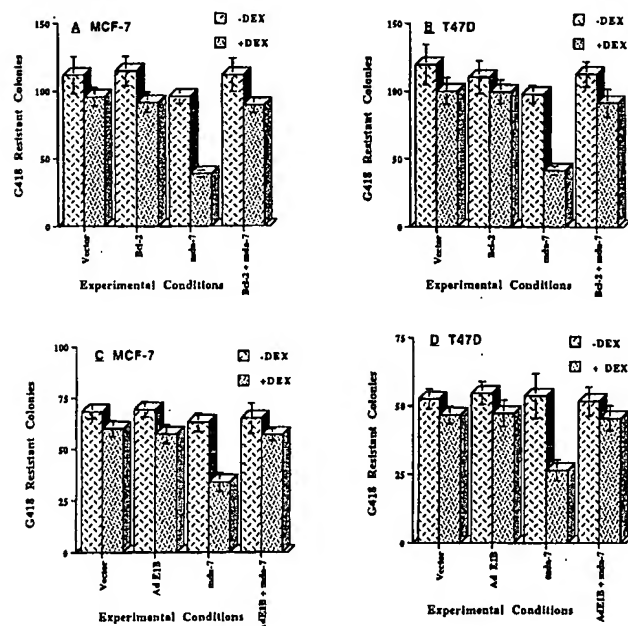 A MCF-7
-DEX
+DEX
G418 Resistant Colonies
150
100
50
0
Vector
Bcl-2
mda-7
Bcl-2 + mda-7
Experimental Conditions
B T47D
-DEX
+DEX
G418 Resistant Colonies
150
100
50
0
Vector
Bcl-2
mda-7
Bcl-2 + mda-7
Experimental Conditions
C MCF-7
-DEX
+DEX
G418 Resistant Colonies
100
75
50
25
0
Vector
Ad E1B
mda-7
AdE1B + mda-7
Experimental Conditions
D T47D
-DEX
+ DEX
G418 Resistant Colonies
75
50
25
0
Vector
Ad E1B
mda-7
AdE1B + mda-7
Experimental Conditions